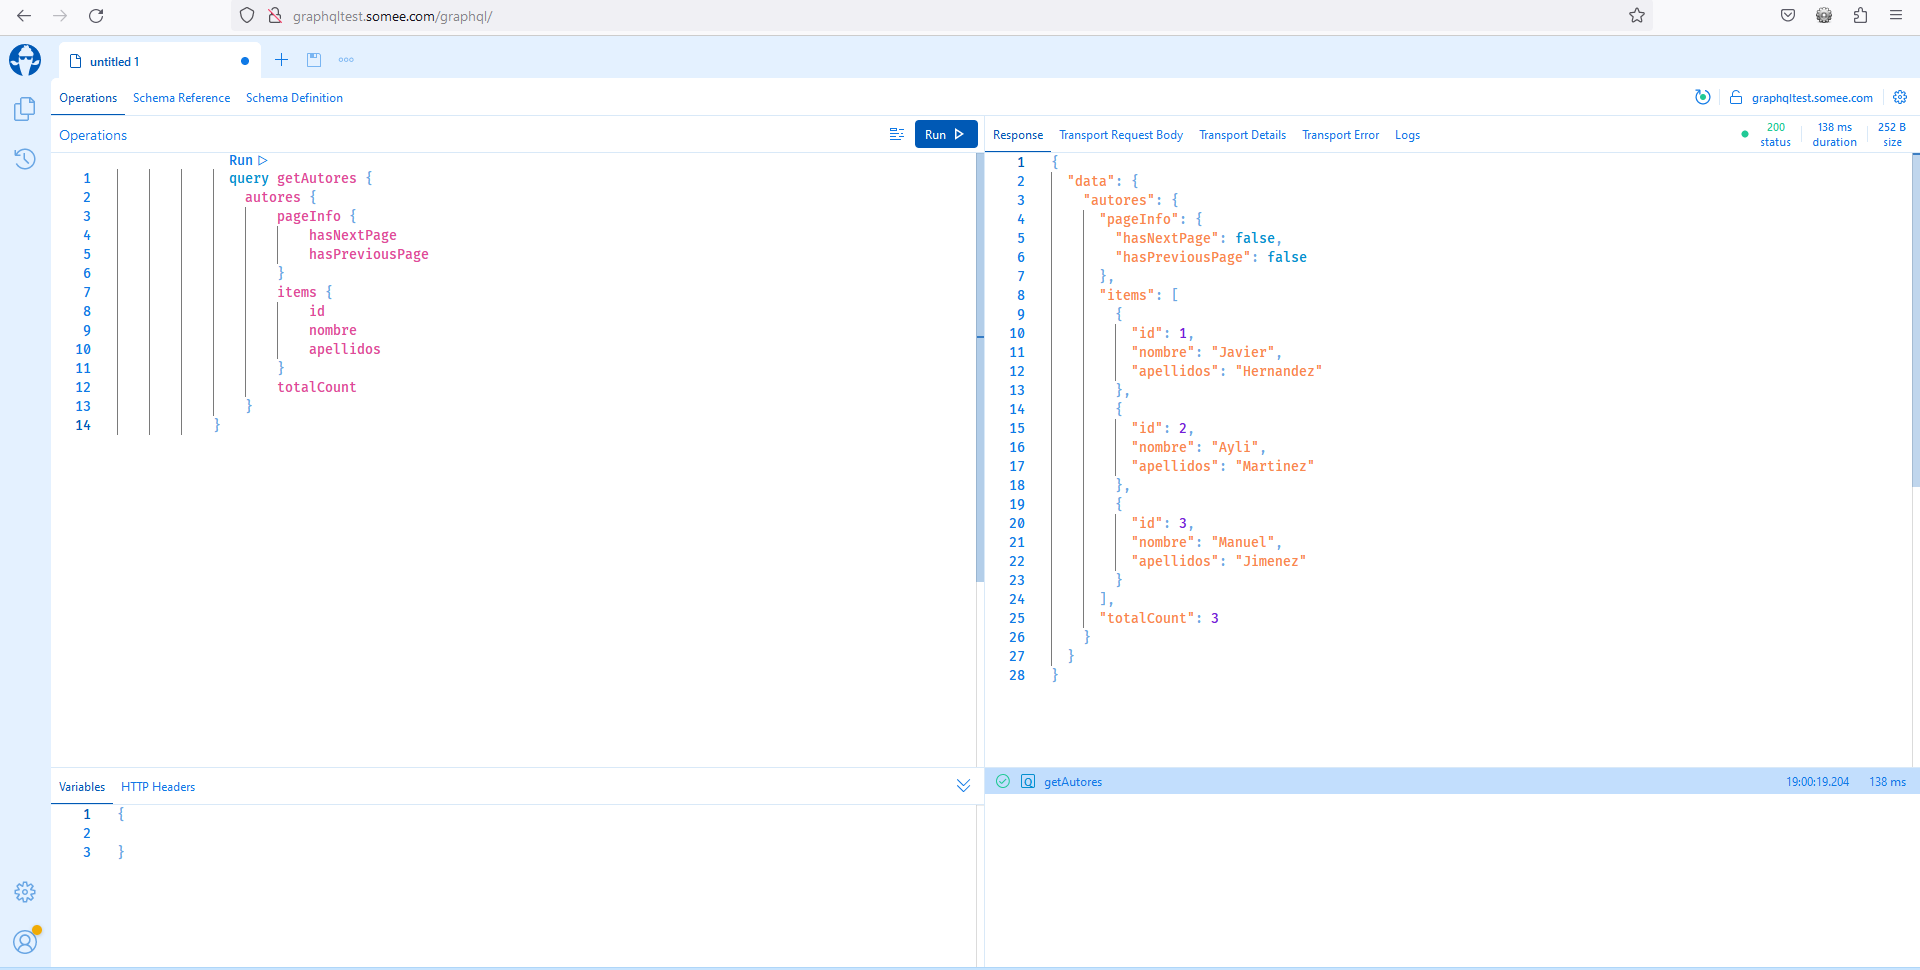 graphqltest.somee.com/graphql/
untitled 1
Operations Schema Reference Schema Definition
graphqltest.somee.com
Operations
Run
Run
1 query getAutores {
2 autores {
3 pageInfo {
4 hasNextPage
5 hasPreviousPage
6 }
7 items {
8 id
9 nombre
10 apellidos
11 }
12 totalCount
13 }
14 }
Response Transport Request Body Transport Details Transport Error Logs
200 status
138 ms duration
252 B size
1 {
2 "data": {
3 "autores": {
4 "pageInfo": {
5 "hasNextPage": false,
6 "hasPreviousPage": false
7 },
8 "items": [
9 {
10 "id": 1,
11 "nombre": "Javier",
12 "apellidos": "Hernandez"
13 },
14 {
15 "id": 2,
16 "nombre": "Ayli",
17 "apellidos": "Martinez"
18 },
19 {
20 "id": 3,
21 "nombre": "Manuel",
22 "apellidos": "Jimenez"
23 }
24 ],
25 "totalCount": 3
26 }
27 }
28 }
Variables HTTP Headers
1 {
2
3 }
Q getAutores 19:00:19.204 138 ms